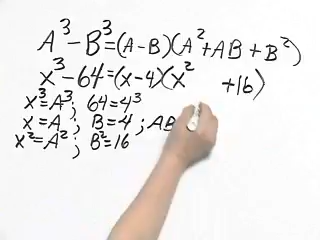 A³-B³=(A-B)(A²+AB+B²)
x³-64=(x-4)(x² +16)
x³=A³; 64=4³
x=A; B=4; AB
x²=A²; B²=16